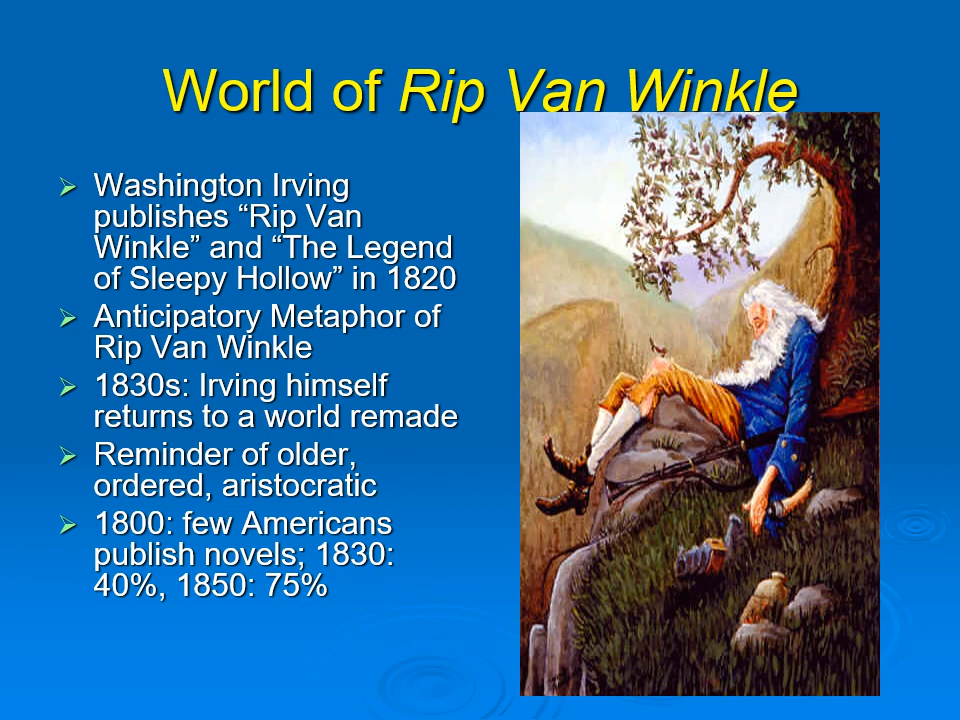 World of Rip Van Winkle
➢ Washington Irving
publishes “Rip Van
Winkle” and “The Legend
of Sleepy Hollow” in 1820
➢ Anticipatory Metaphor of
Rip Van Winkle
➢ 1830s: Irving himself
returns to a world remade
➢ Reminder of older,
ordered, aristocratic
➢ 1800: few Americans
publish novels; 1830:
40%, 1850: 75%